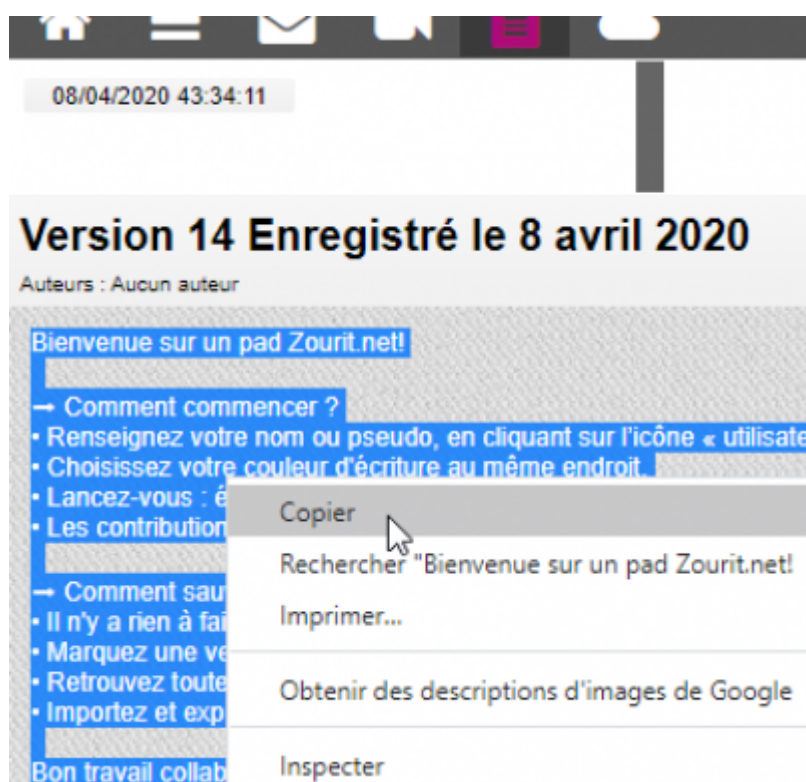 08/04/2020 43:34:11
Version 14 Enregistré le 8 avril 2020
Auteurs : Aucun auteur
Bienvenue sur un pad Zourit.net!
→ Comment commencer ?
• Renseignez votre nom ou pseudo, en cliquant sur l'icône « utilisate
• Choisissez votre couleur d'écriture au même endroit.
• Lancez-vous : é
• Les contribution
→ Comment sau
• Il n'y a rien à fai
• Marquez une ve
• Retrouvez toute
• Importez et exp
Bon travail collab
Copier
Rechercher "Bienvenue sur un pad Zourit.net!
Imprimer...
Obtenir des descriptions d'images de Google
Inspecter